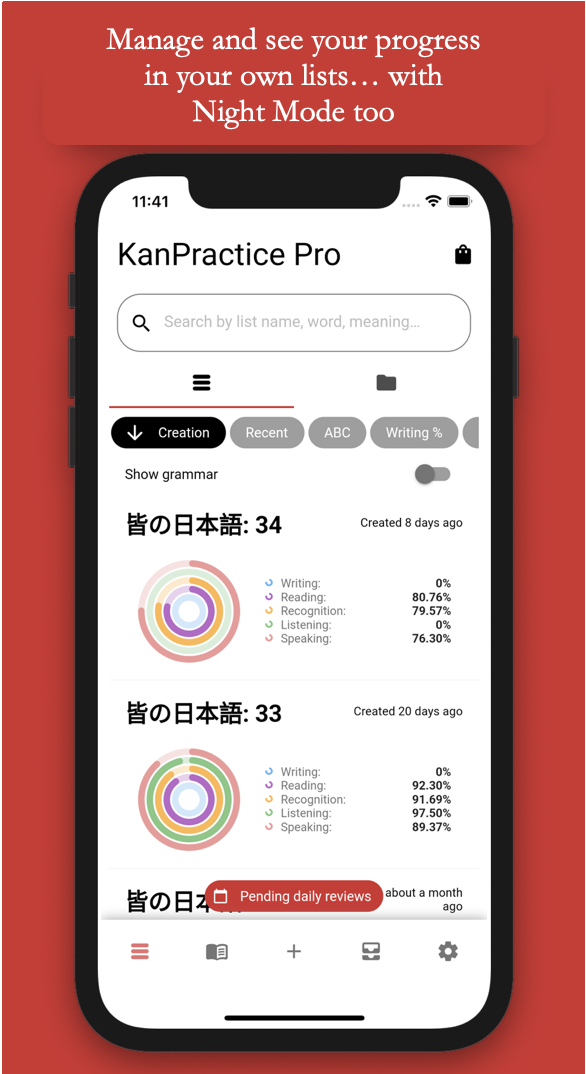 Manage and see your progress
in your own lists… with
Night Mode too
11:41
KanPractice Pro
Search by list name, word, meaning…
Creation
Recent
ABC
Writing %
Show grammar
皆の日本語: 34
Created 8 days ago
Writing: 0%
Reading: 80.76%
Recognition: 79.57%
Listening: 0%
Speaking: 76.30%
皆の日本語: 33
Created 20 days ago
Writing: 0%
Reading: 92.30%
Recognition: 91.69%
Listening: 97.50%
Speaking: 89.37%
皆の日本
Pending daily reviews
about a month
ago